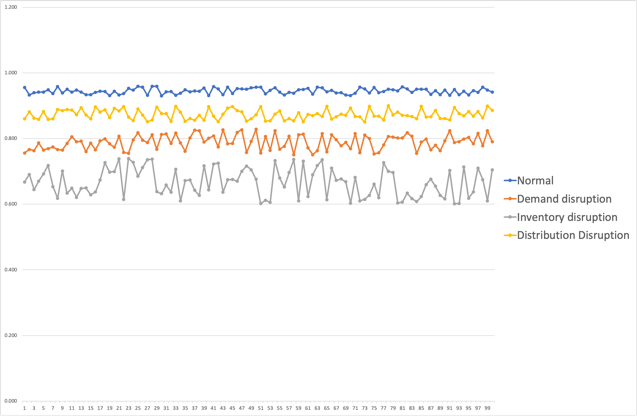 1.200
1.000
0.800
0.600
0.400
0.200
0.000
1 3 5 7 9 11 13 15 17 19 21 23 25 27 29 31 33 35 37 39 41 43 45 47 49 51 53 55 57 59 61 63 65 67 69 71 73 75 77 79 81 83 85 87 89 91 93 95 97 99
Normal
Demand disruption
Inventory disruption
Distribution Disruption